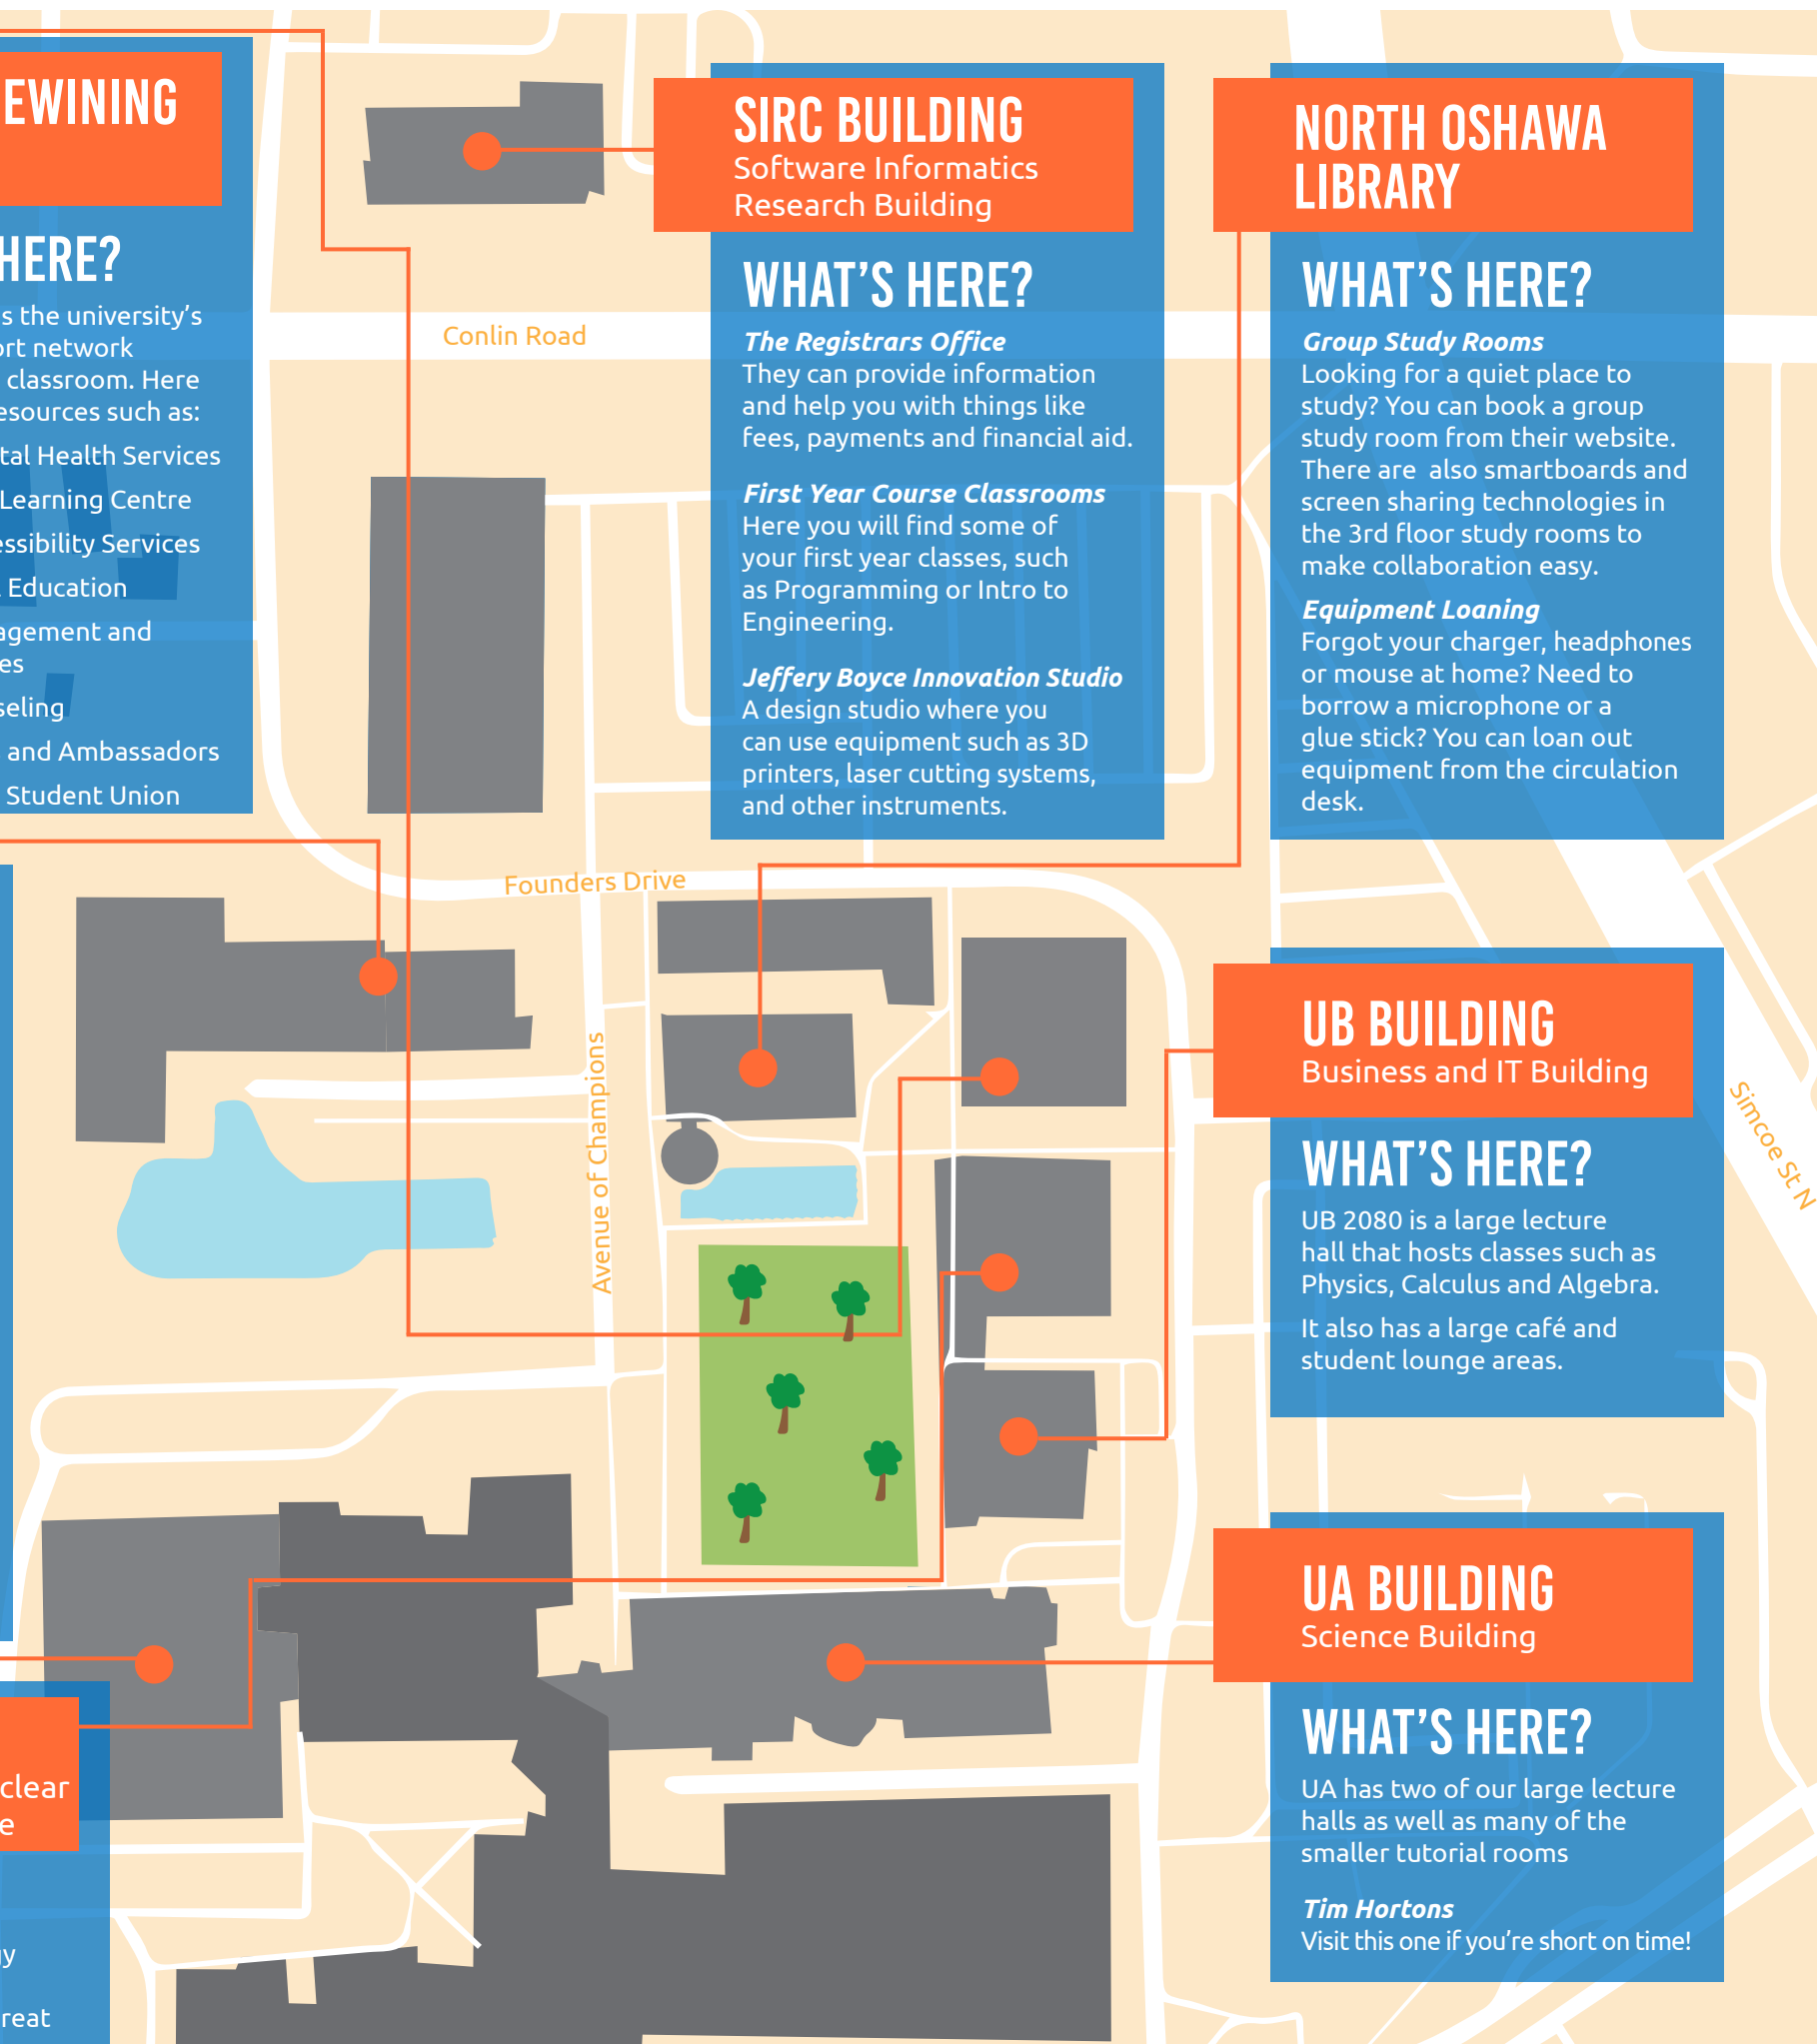 EWINING
HERE?
s the university's
ort network
classroom. Here
esources such as:
tal Health Services
Learning Centre
essibility Services
Education
agement and
es
seling
and Ambassadors
Student Union
SIRC BUILDING
Software Informatics
Research Building
WHAT'S HERE?
The Registrars Office
They can provide information
and help you with things like
fees, payments and financial aid.
First Year Course Classrooms
Here you will find some of
your first year classes, such
as Programming or Intro to
Engineering.
Jeffery Boyce Innovation Studio
A design studio where you
can use equipment such as 3D
printers, laser cutting systems,
and other instruments.
NORTH OSHAWA
LIBRARY
WHAT'S HERE?
Group Study Rooms
Looking for a quiet place to
study? You can book a group
study room from their website.
There are  also smartboards and
screen sharing technologies in
the 3rd floor study rooms to
make collaboration easy.
Equipment Loaning
Forgot your charger, headphones
or mouse at home? Need to
borrow a microphone or a
glue stick? You can loan out
equipment from the circulation
desk.
Conlin Road
Founders Drive
Avenue of Champions
Simcoe St N
UB BUILDING
Business and IT Building
WHAT'S HERE?
UB 2080 is a large lecture
hall that hosts classes such as
Physics, Calculus and Algebra.
It also has a large café and
student lounge areas.
UA BUILDING
Science Building
WHAT'S HERE?
UA has two of our large lecture
halls as well as many of the
smaller tutorial rooms
Tim Hortons
Visit this one if you're short on time!
clear
e
gy
reat